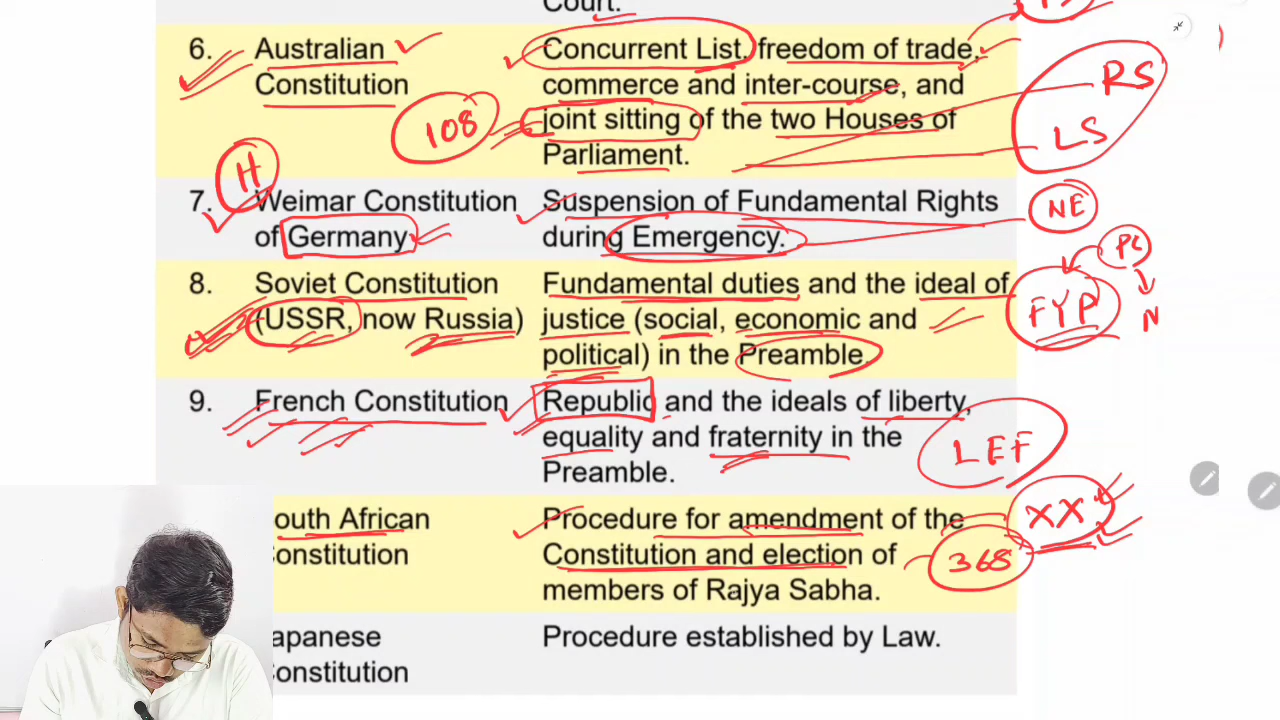 Court.
6. Australian Constitution
Concurrent List, freedom of trade,
commerce and inter-course, and
joint sitting of the two Houses of
Parliament.
108
RS
LS
7. Weimar Constitution
of Germany
H
Suspension of Fundamental Rights
during Emergency.
NE
8. Soviet Constitution
(USSR, now Russia)
Fundamental duties and the ideal of
justice (social, economic and
political) in the Preamble.
PC
FYP
N
9. French Constitution
Republic and the ideals of liberty,
equality and fraternity in the
Preamble.
LEF
outh African
onstitution
Procedure for amendment of the
Constitution and election of
members of Rajya Sabha.
XX
368
apanese
onstitution
Procedure established by Law.